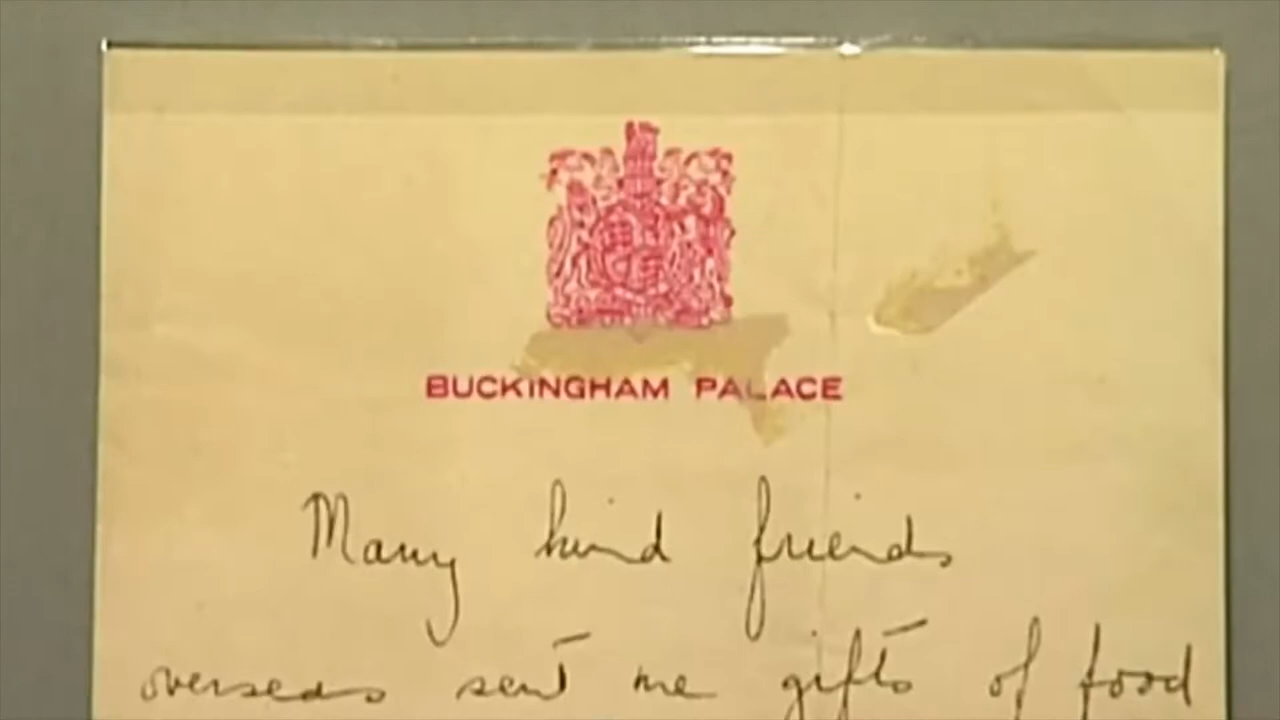 BUCKINGHAM PALACE
Many kind friends
overseas sent me gifts of food